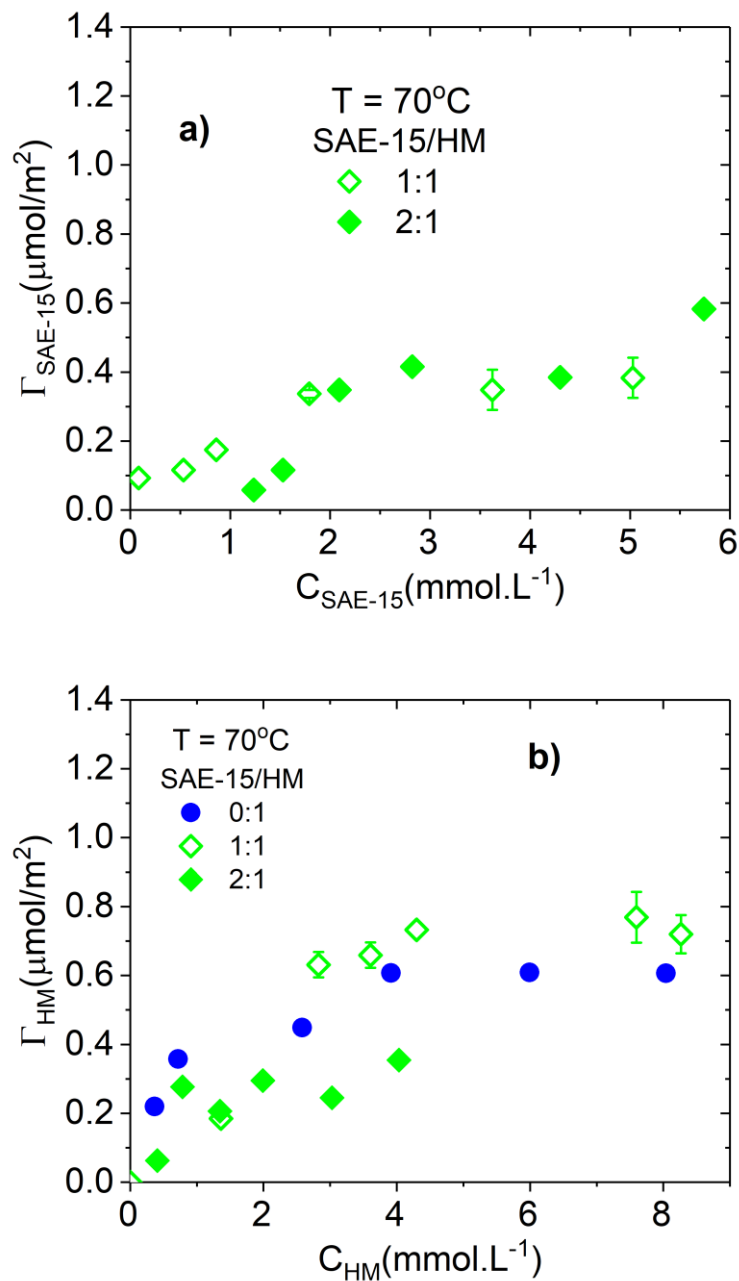 1.4
1.2
1.0
0.8
0.6
0.4
0.2
0.0
ΓSAE-15(μmol/m²)
a)
T = 70°C
SAE-15/HM
1:1
2:1
0 1 2 3 4 5 6
CSAE-15(mmol.L⁻¹)
1.4
1.2
1.0
0.8
0.6
0.4
0.2
0.0
ΓHM(μmol/m²)
T = 70°C
b)
SAE-15/HM
0:1
1:1
2:1
0 2 4 6 8
CHM(mmol.L⁻¹)